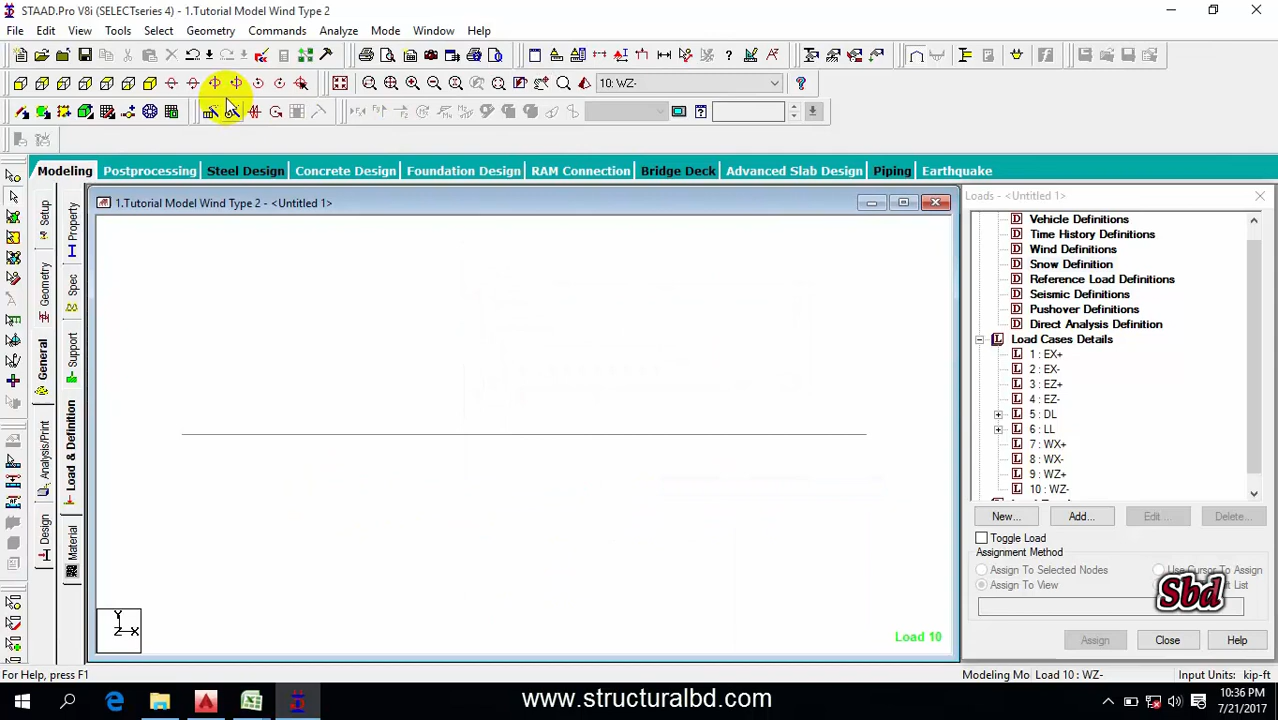 STAAD.Pro V8i (SELECTseries 4) - 1.Tutorial Model Wind Type 2
File Edit View Tools Select Geometry Commands Analyze Mode Window Help
10: WZ-
Modeling Postprocessing Steel Design Concrete Design Foundation Design RAM Connection Bridge Deck Advanced Slab Design Piping Earthquake
Setup
Geometry
General
Analysis/Print
Design
Property
Spec
Support
Load & Definition
Material
1.Tutorial Model Wind Type 2 - <Untitled 1>
Y
Z X
Load 10
Loads - <Untitled 1>
Vehicle Definitions
Time History Definitions
Wind Definitions
Snow Definition
Reference Load Definitions
Seismic Definitions
Pushover Definitions
Direct Analysis Definition
Load Cases Details
1 : EX+
2 : EX-
3 : EZ+
4 : EZ-
5 : DL
6 : LL
7 : WX+
8 : WX-
9 : WZ+
10 : WZ-
New... Add... Edit... Delete...
Toggle Load
Assignment Method
Assign To Selected Nodes
Use Cursor To Assign
Assign To View
List
Sbd
Assign Close Help
For Help, press F1
Modeling Mo Load 10 : WZ- Input Units: kip-ft
www.structuralbd.com
10:36 PM
7/21/2017